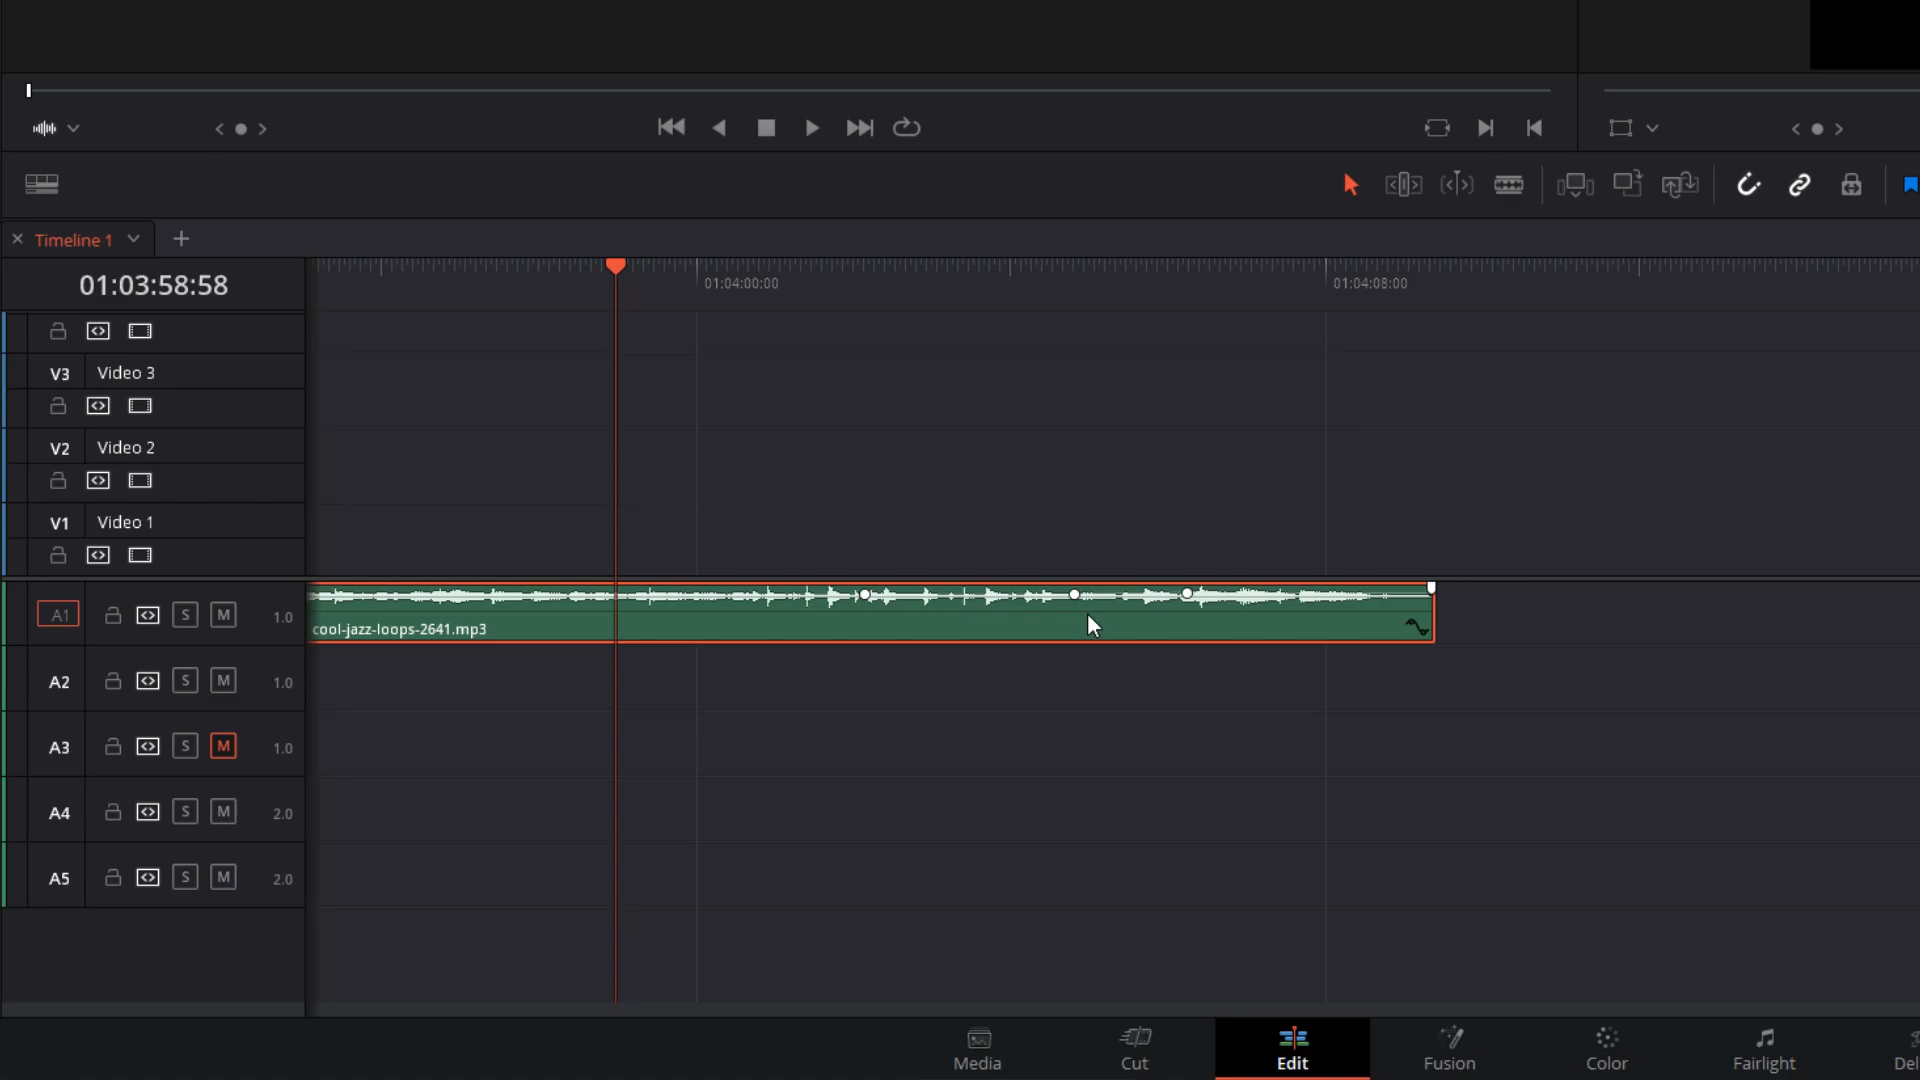 Timeline 1
01:03:58:58
01:04:00:00
01:04:08:00
V3 Video 3
V2 Video 2
V1 Video 1
A1 S M 1.0
cool-jazz-loops-2641.mp3
A2 S M 1.0
A3 S M 1.0
A4 S M 2.0
A5 S M 2.0
Media Cut Edit Fusion Color Fairlight Del